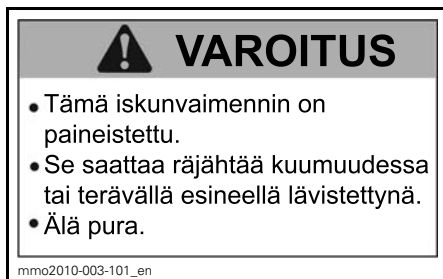 VAROITUS
• Tämä iskunvaimennin on
paineistettu.
• Se saattaa räjähtää kuumuudessa
tai terävällä esineellä lävistettynä.
• Älä pura.
mmo2010-003-101_en